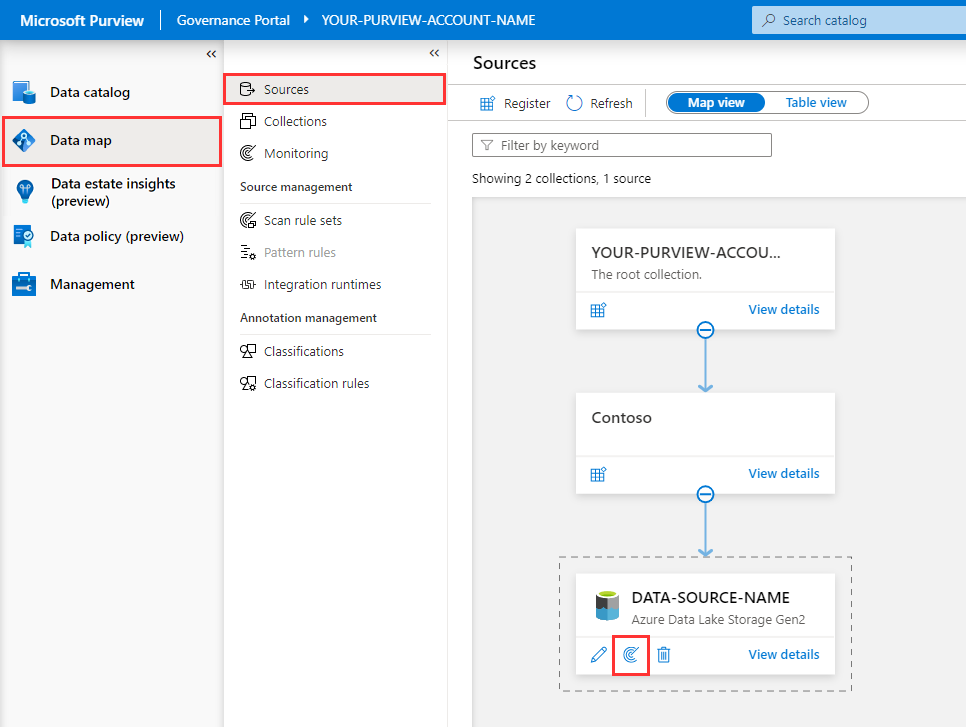 Microsoft Purview
Governance Portal
YOUR-PURVIEW-ACCOUNT-NAME
Search catalog
Data catalog
Data map
Data estate insights
(preview)
Data policy (preview)
Management
Sources
Collections
Monitoring
Source management
Scan rule sets
Pattern rules
Integration runtimes
Annotation management
Classifications
Classification rules
Sources
Register
Refresh
Map view
Table view
Filter by keyword
Showing 2 collections, 1 source
YOUR-PURVIEW-ACCOU...
The root collection.
View details
Contoso
View details
DATA-SOURCE-NAME
Azure Data Lake Storage Gen2
View details